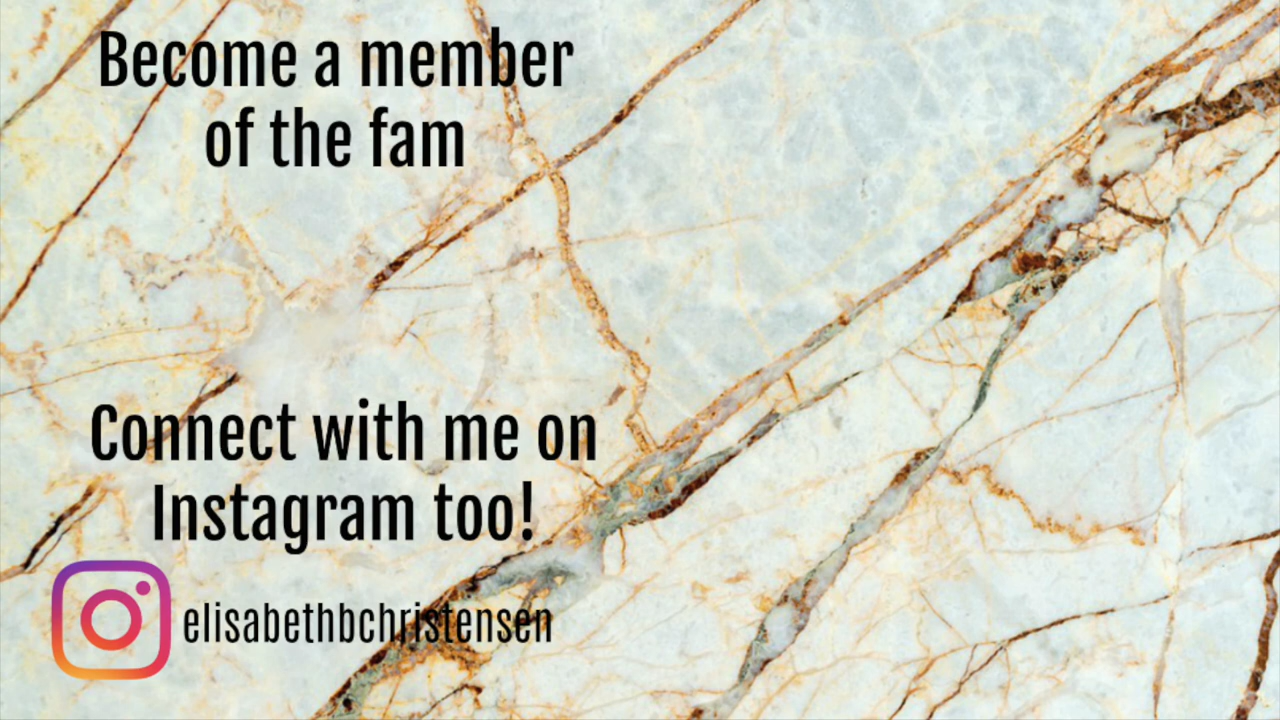 Become a member
of the fam
Connect with me on
Instagram too!
elisabethbchristensen